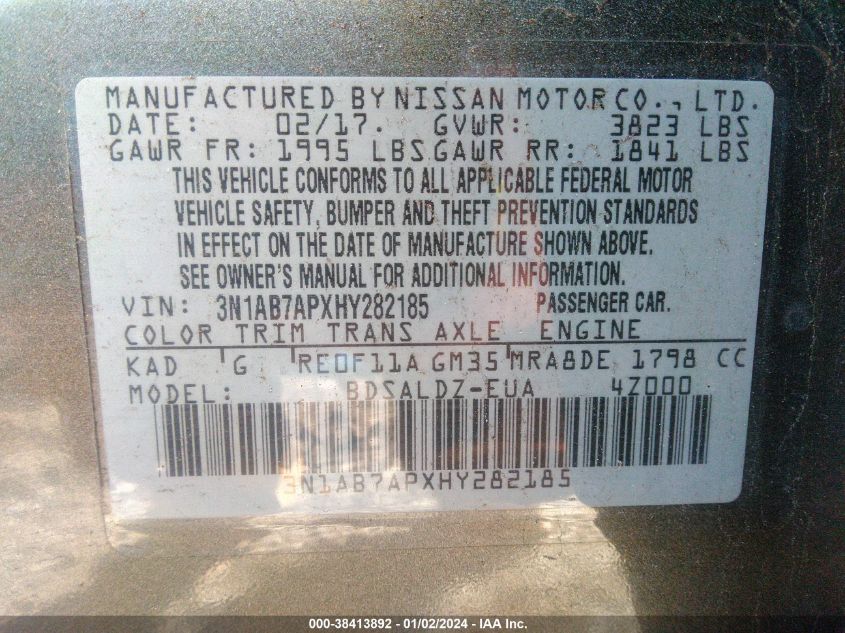 MANUFACTURED BY NISSAN MOTOR CO., LTD.
DATE: 02/17. GVWR: 3823 LBS
GAWR FR: 1995 LBS GAWR RR: 1841 LBS
THIS VEHICLE CONFORMS TO ALL APPLICABLE FEDERAL MOTOR
VEHICLE SAFETY, BUMPER AND THEFT PREVENTION STANDARDS
IN EFFECT ON THE DATE OF MANUFACTURE SHOWN ABOVE.
SEE OWNER'S MANUAL FOR ADDITIONAL INFORMATION.
VIN: 3N1AB7APXHY282185 PASSENGER CAR.
COLOR TRIM TRANS AXLE ENGINE
KAD G RE0F11A GM35 MRA8DE 1798 CC
MODEL: BDSALDZ-EUA 4Z000
3N1AB7APXHY282185
000-38413892 - 01/02/2024 - IAA Inc.